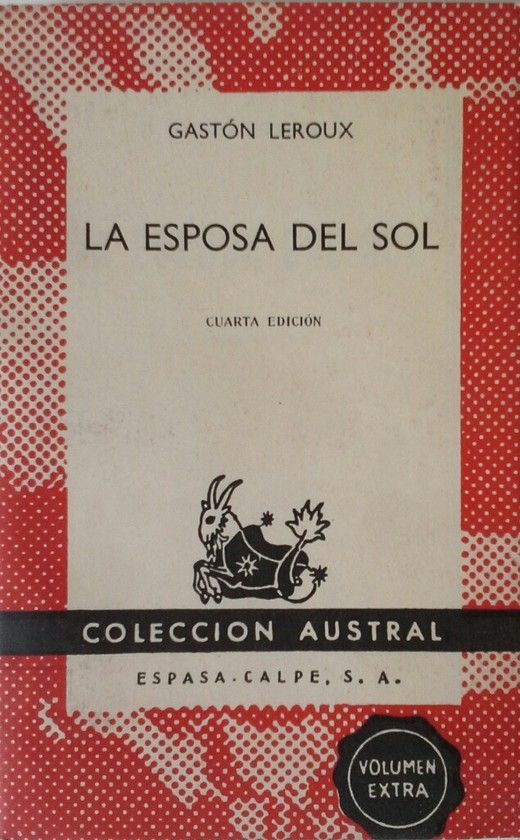 GASTÓN LEROUX
LA ESPOSA DEL SOL
CUARTA EDICIÓN
COLECCION AUSTRAL
ESPASA-CALPE, S. A.
VOLUMEN
EXTRA